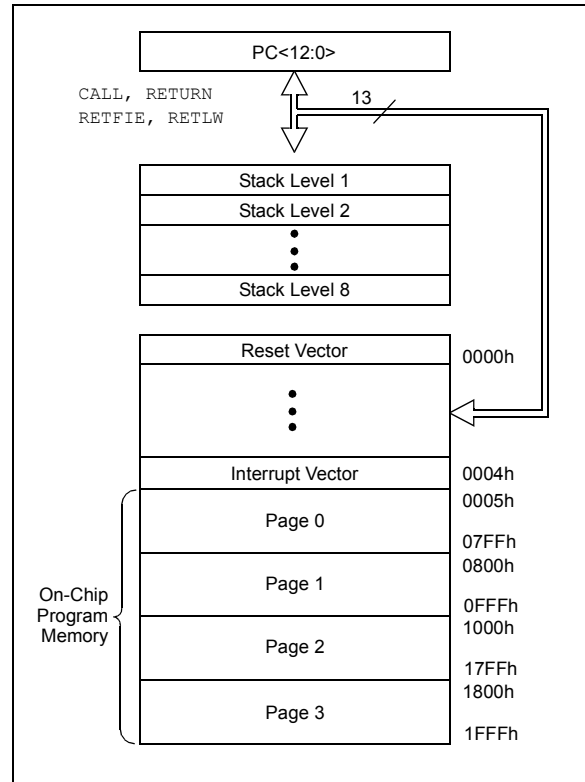 PC<12:0>
CALL, RETURN
RETFIE, RETLW
13
Stack Level 1
Stack Level 2
Stack Level 8
Reset Vector
0000h
Interrupt Vector
0004h
0005h
Page 0
07FFh
0800h
Page 1
0FFFh
1000h
Page 2
17FFh
1800h
Page 3
1FFFh
On-Chip
Program
Memory